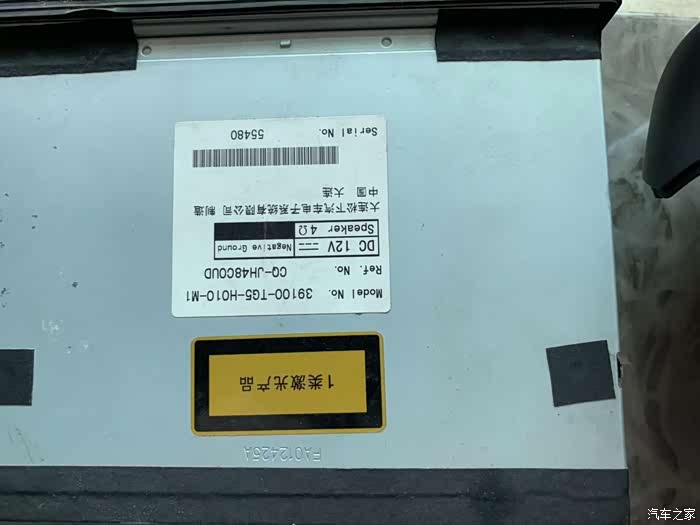 FA012425A
1类激光产品
Model No. 39100-TG5-H010-M1
Ref. No. CQ-JH48C0UD
DC 12V Negative Ground
Speaker 4Ω
大连松下汽车电子系统有限公司 制造
中国 大连
Serial No. 55480
汽车之家